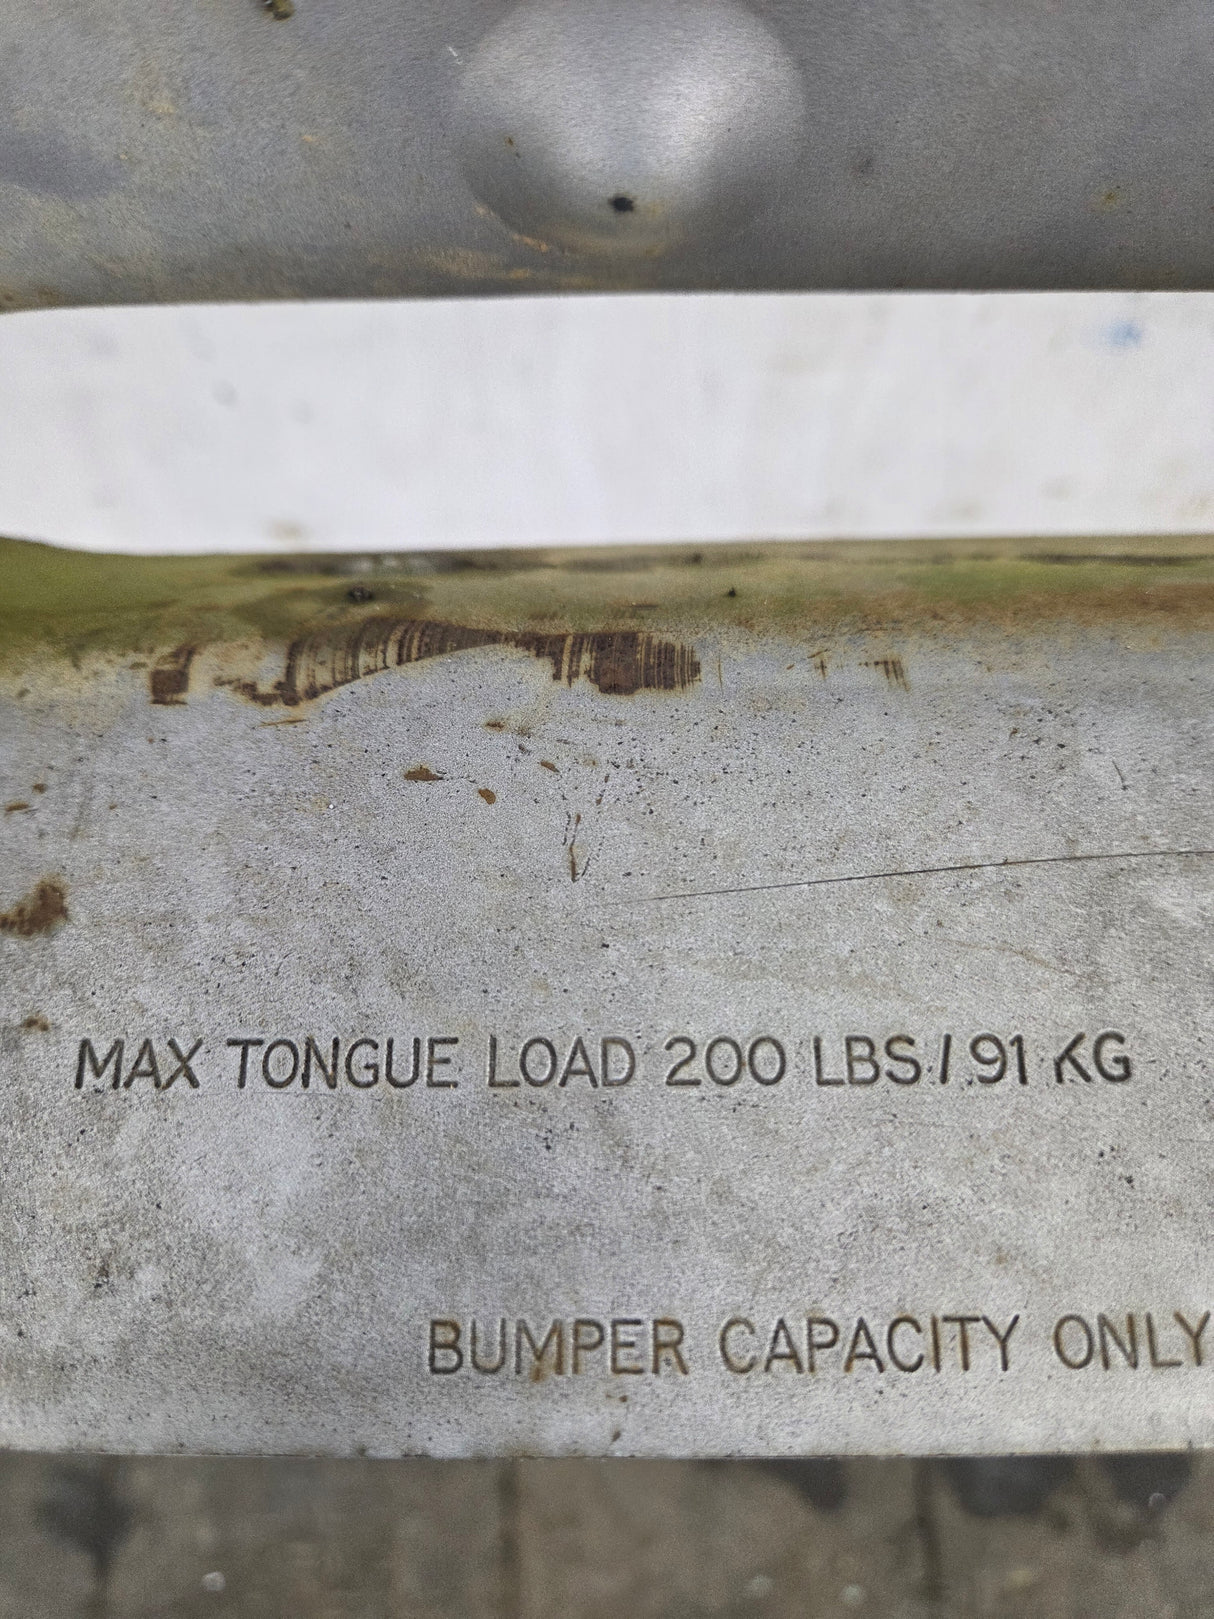 MAX TONGUE LOAD 200 LBS/91 KG
BUMPER CAPACITY ONLY